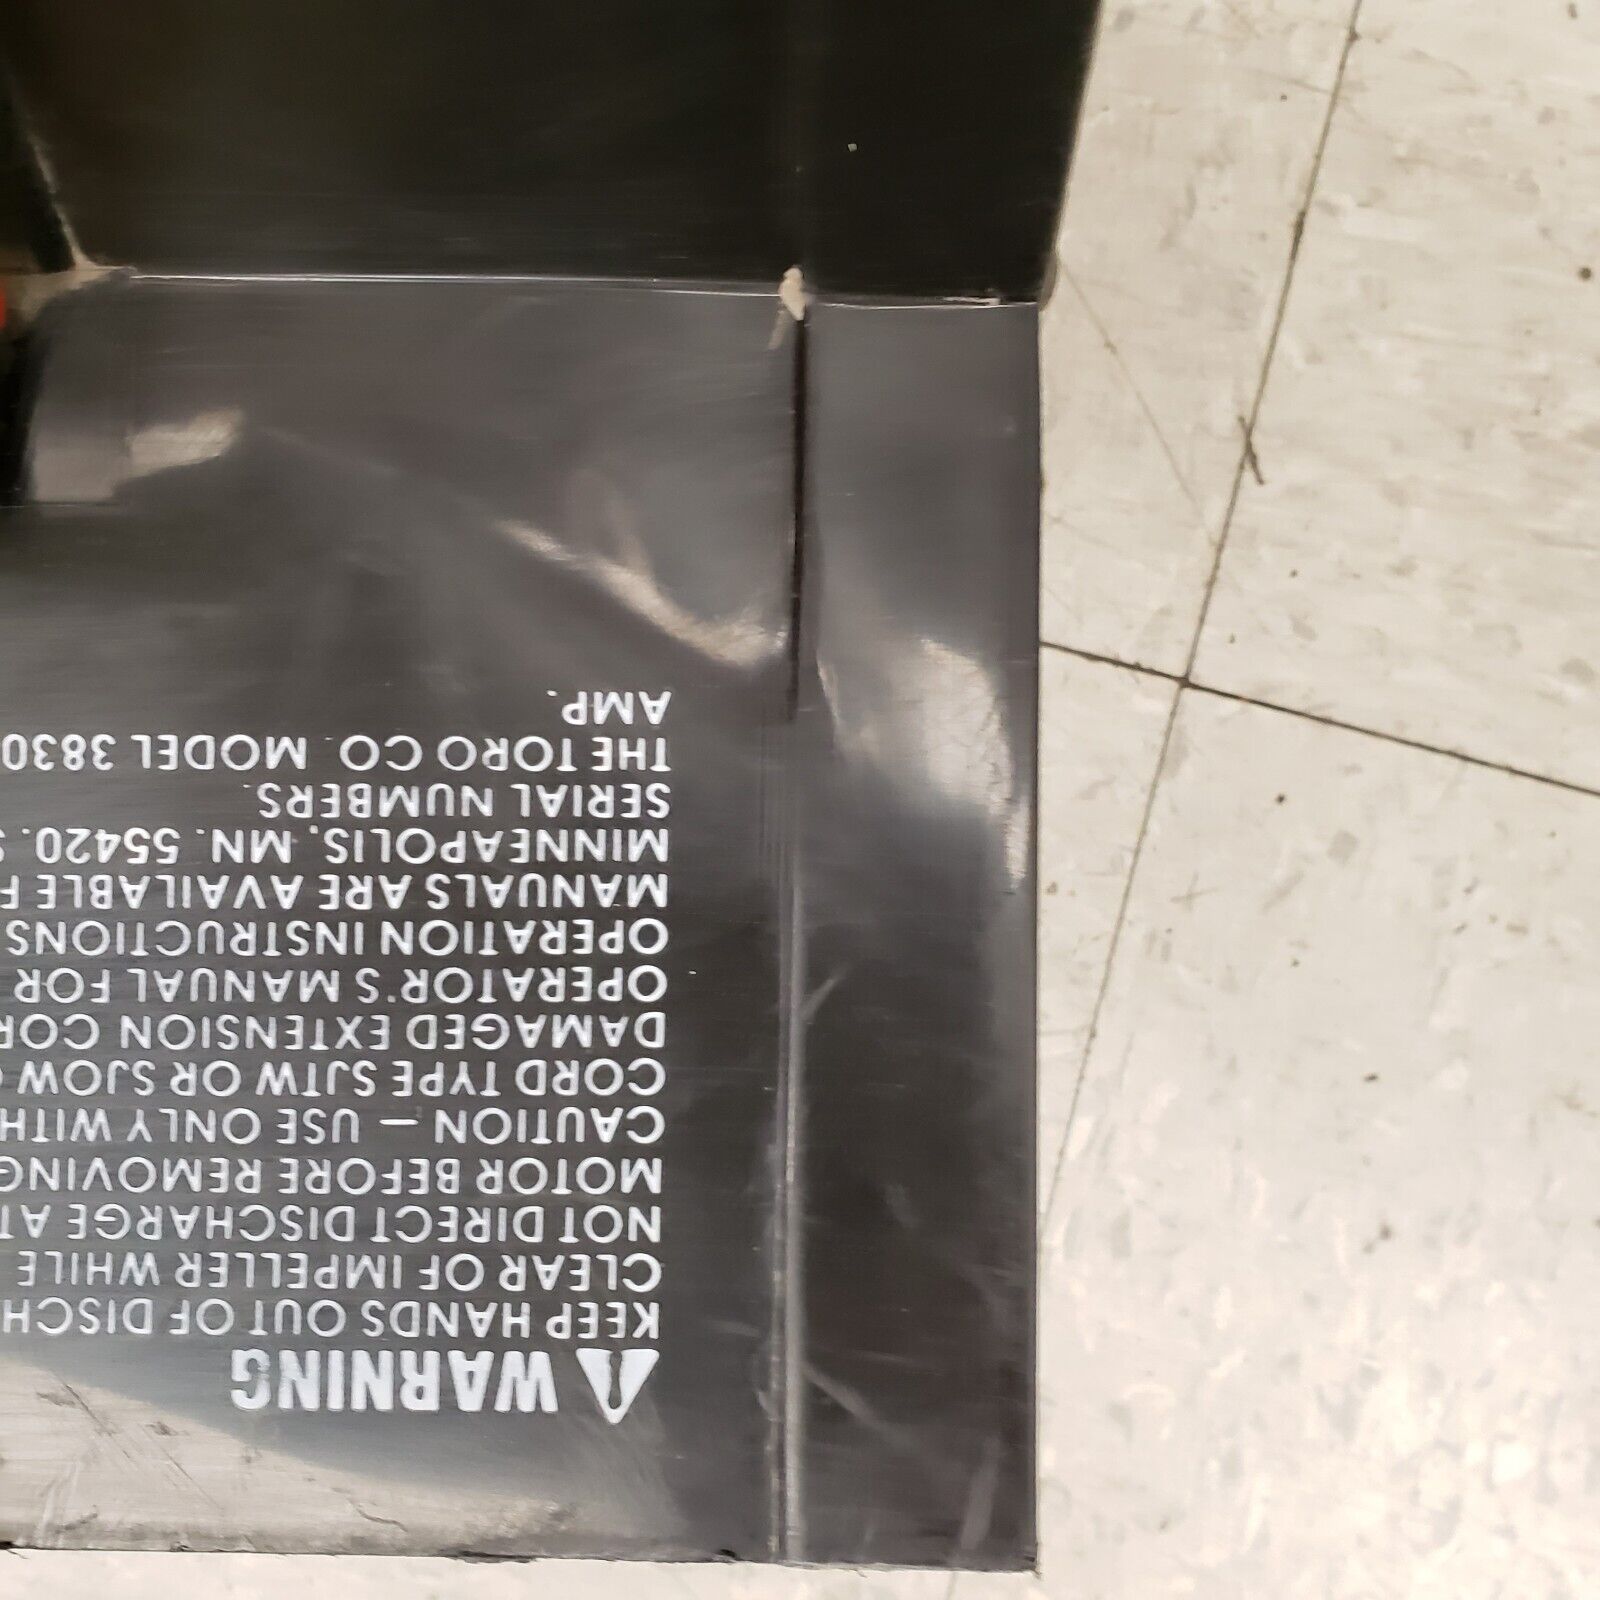 WARNING
KEEP HANDS OUT OF DISCH
CLEAR OF IMPELLER WHILE
NOT DIRECT DISCHARGE AT
MOTOR BEFORE REMOVING
CAUTION — USE ONLY WITH
CORD TYPE SJTW OR SJOW
DAMAGED EXTENSION COR
OPERATOR'S MANUAL FOR
OPERATION INSTRUCTIONS
MANUALS ARE AVAILABLE F
MINNEAPOLIS, MN. 55420.
SERIAL NUMBERS.
THE TORO CO. MODEL 3830
AMP.